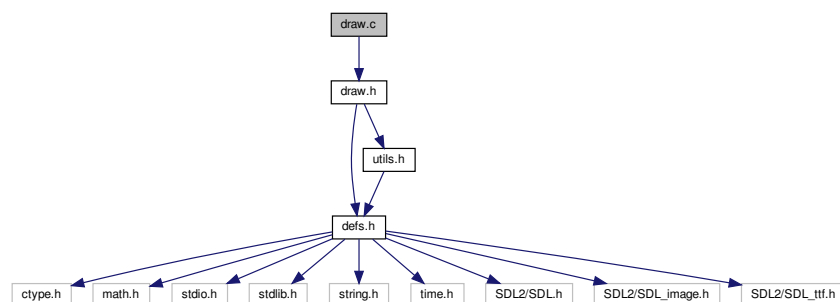 draw.c
draw.h
utils.h
defs.h
ctype.h math.h stdio.h stdlib.h string.h time.h SDL2/SDL.h SDL2/SDL_image.h SDL2/SDL_ttf.h